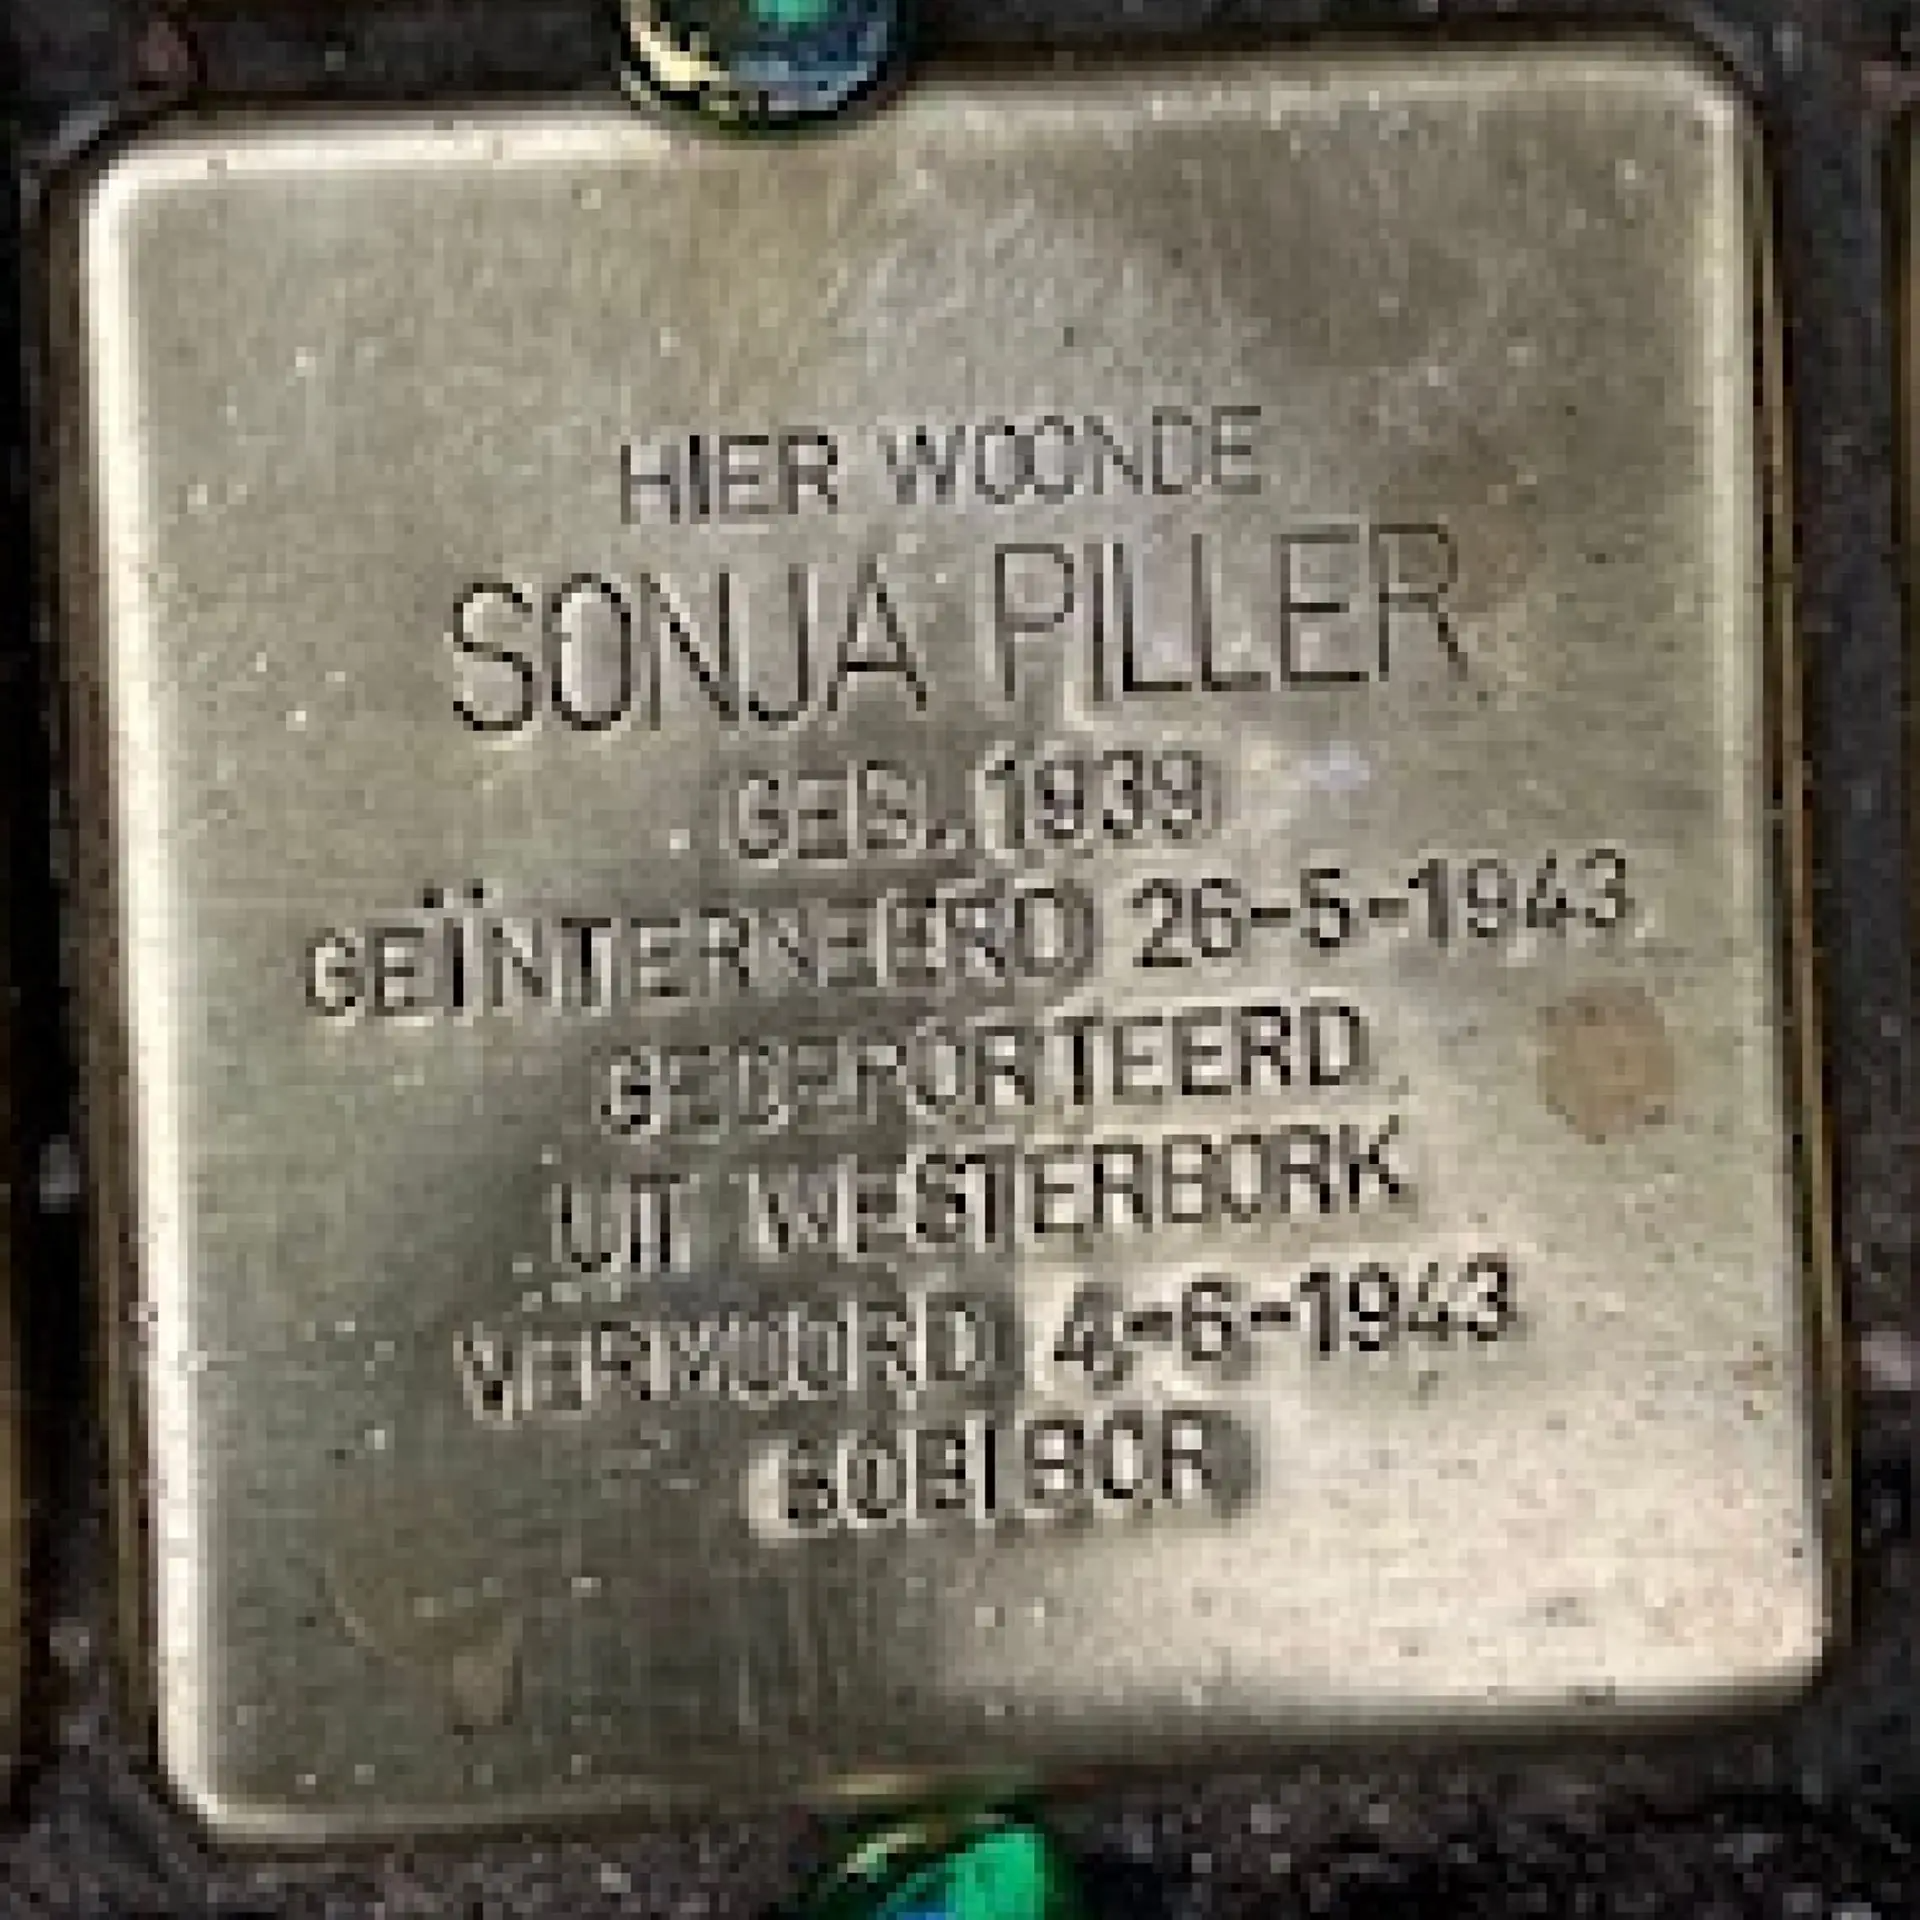 HIER WOONDE
SONJA PILLER
GEB. 1939
GEÏNTERNEERD 26-5-1943
GEDEPORTEERD
UIT WESTERBORK
VERMOORD 4-6-1943
SOBIBOR